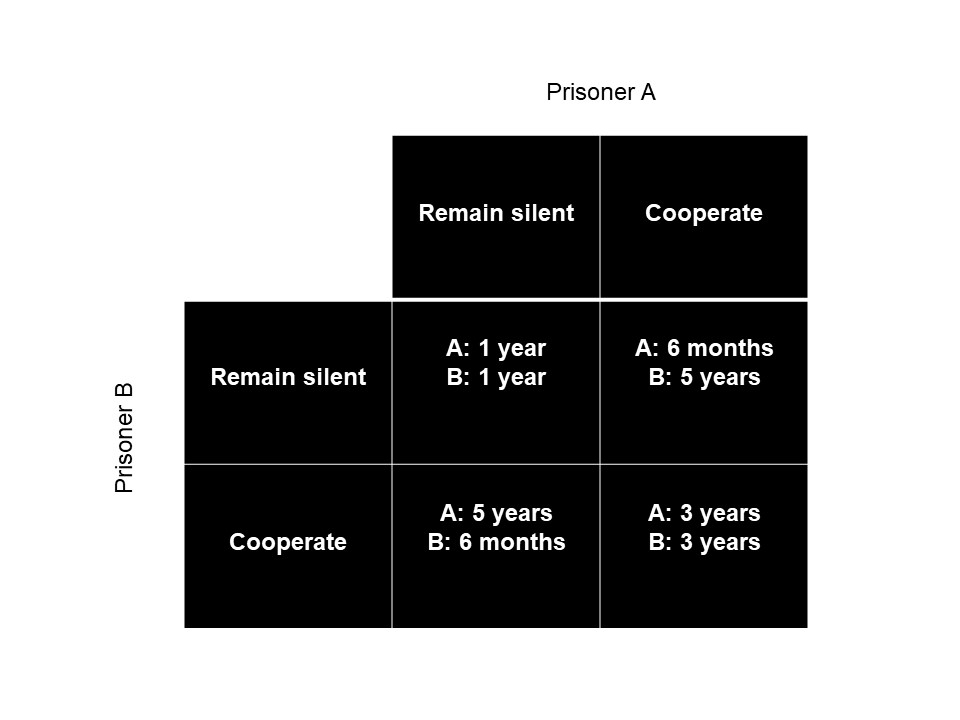 Prisoner A
Remain silent
Cooperate
Prisoner B
Remain silent
A: 1 year
B: 1 year
A: 6 months
B: 5 years
Cooperate
A: 5 years
B: 6 months
A: 3 years
B: 3 years